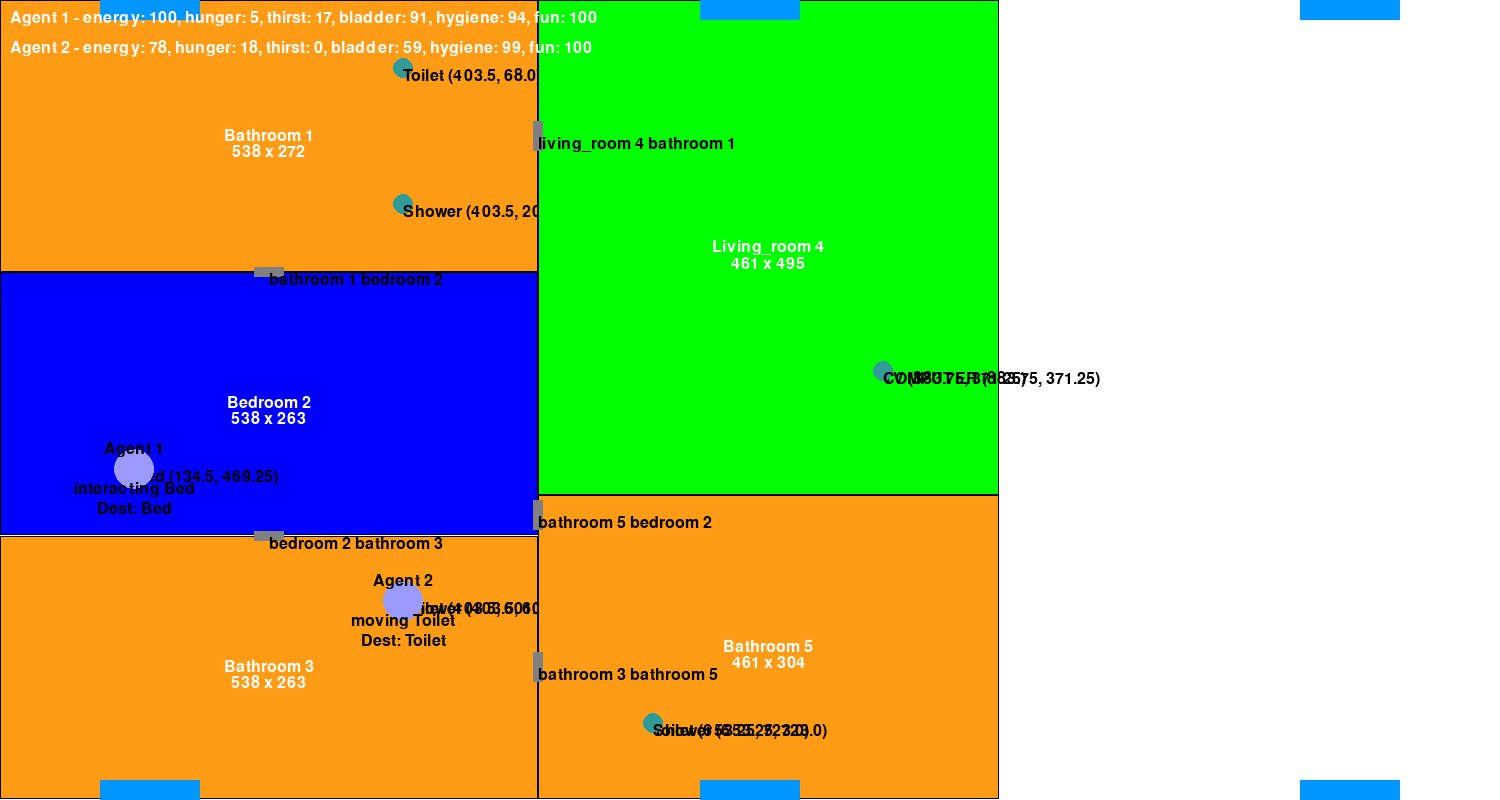 Agent 1 - energy: 100, hunger: 5, thirst: 17, bladder: 91, hygiene: 94, fun: 100
Agent 2 - energy: 78, hunger: 18, thirst: 0, bladder: 59, hygiene: 99, fun: 100
Toilet (403.5, 68.0
Bathroom 1
538 x 272
living_room 4 bathroom 1
Shower (403.5, 20
Living_room 4
461 x 495
bathroom 1 bedroom 2
371.25)
Bedroom 2
538 x 263
Agent 1
(134.5, 469.25)
interacting Bed
Dest: Bed
bathroom 5 bedroom 2
bedroom 2 bathroom 3
Agent 2
moving Toilet
Dest: Toilet
Bathroom 5
461 x 304
Bathroom 3
538 x 263
bathroom 3 bathroom 5